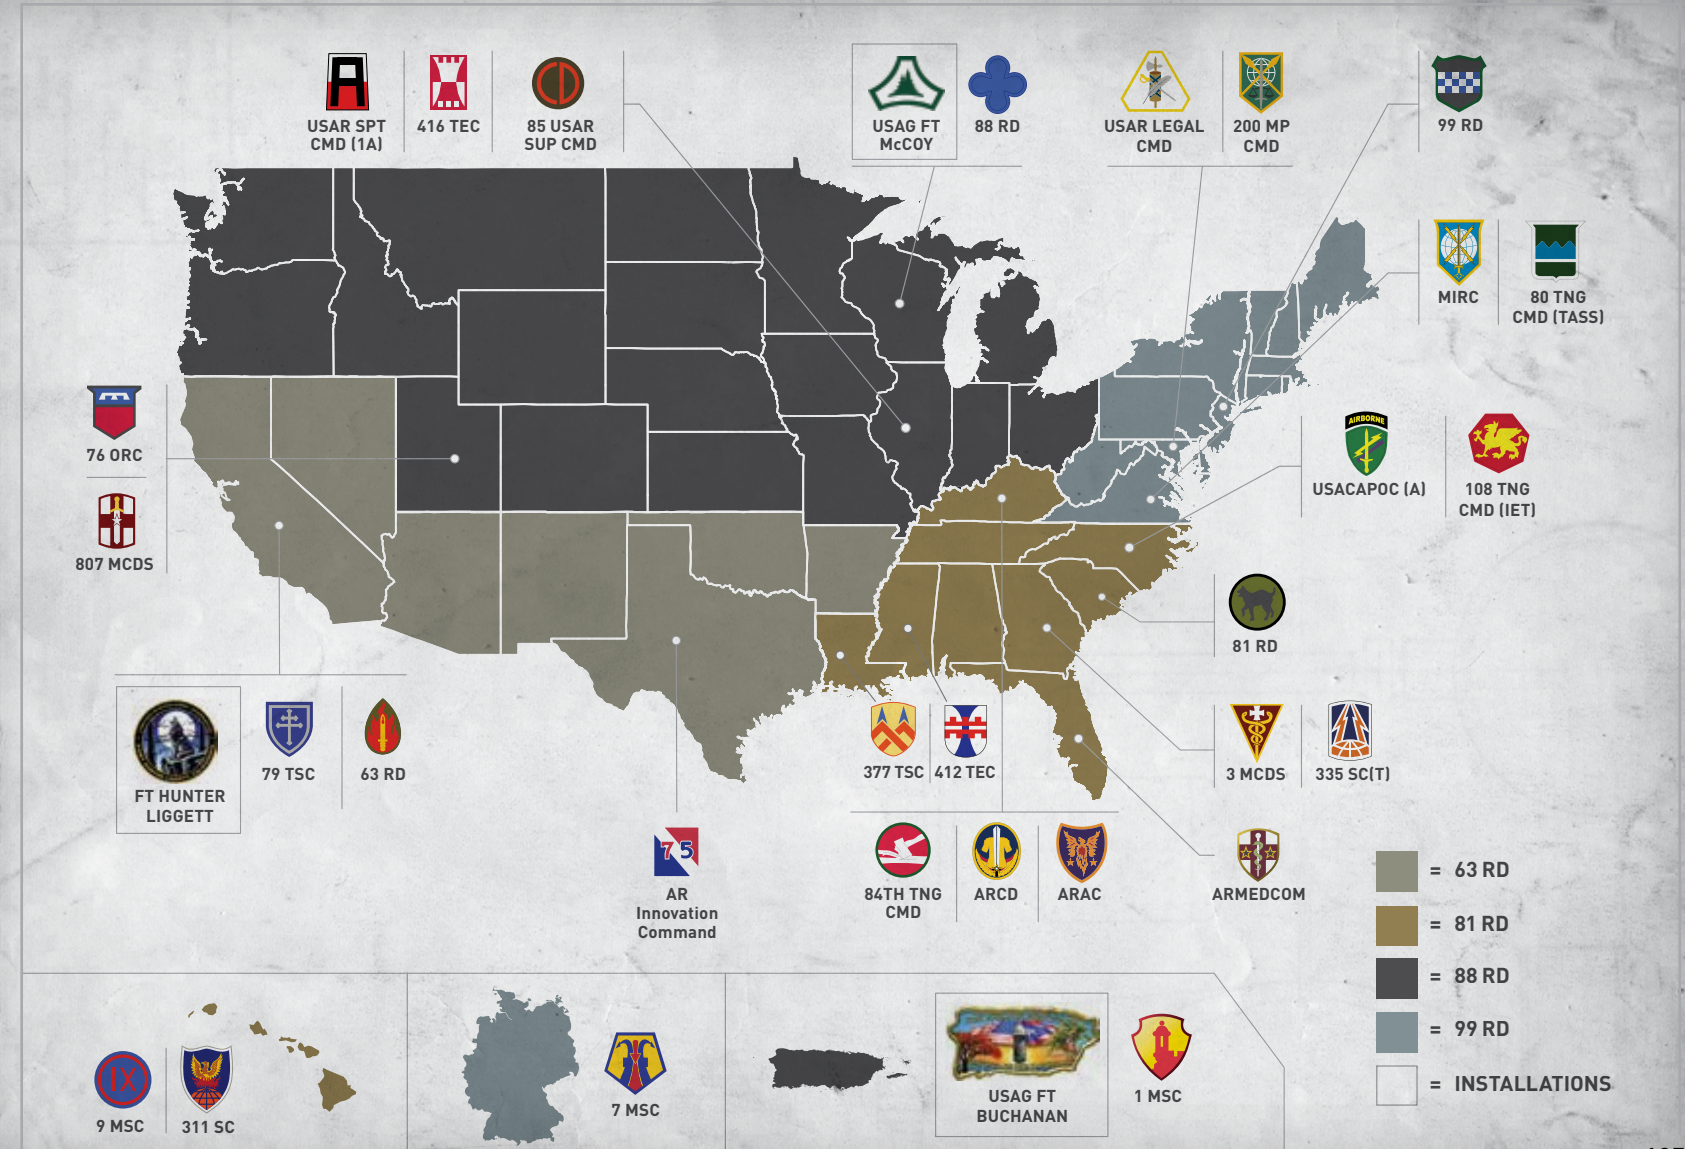 USAR SPT
CMD (1A)
416 TEC
85 USAR
SUP CMD
USAG FT
McCOY
88 RD
USAR LEGAL
CMD
200 MP
CMD
99 RD
MIRC
80 TNG
CMD (TASS)
76 ORC
807 MCDS
AIRBORNE
USACAPOC (A)
108 TNG
CMD (IET)
81 RD
FT HUNTER
LIGGETT
79 TSC
63 RD
377 TSC
412 TEC
3 MCDS
335 SC(T)
75
AR
Innovation
Command
84TH TNG
CMD
ARCD
ARAC
ARMEDCOM
= 63 RD
= 81 RD
= 88 RD
= 99 RD
= INSTALLATIONS
IX
9 MSC
311 SC
7 MSC
USAG FT
BUCHANAN
1 MSC